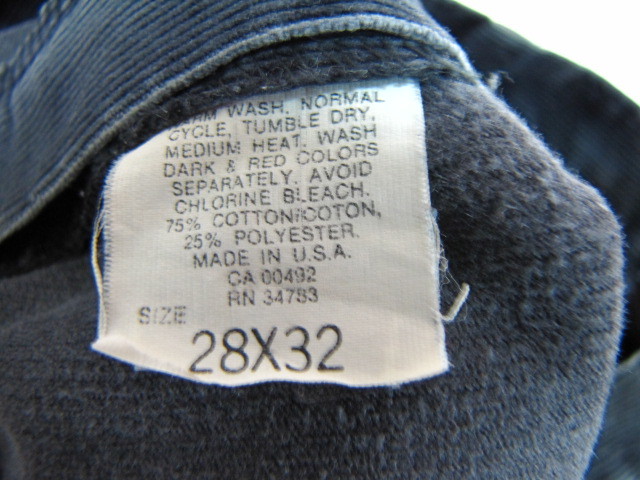 WASH, NORMAL
CYCLE, TUMBLE DRY,
MEDIUM HEAT. WASH
DARK & RED COLORS
SEPARATELY. AVOID
CHLORINE BLEACH.
75% COTTON/COTON,
25% POLYESTER.
MADE IN U.S.A.
CA 00492
RN 34783
SIZE
28X32